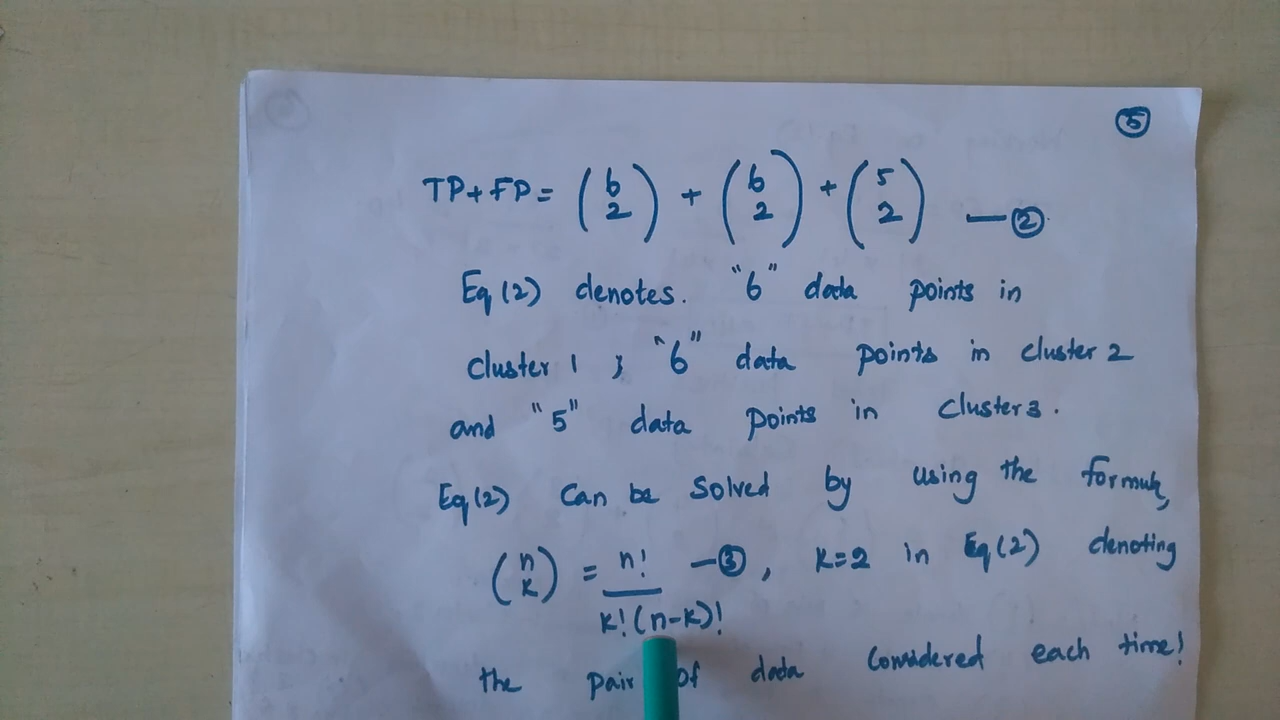 5
TP + FP = (6 2) + (6 2) + (5 2) — 2
Eq (2) denotes. "6" data points in
cluster 1 ; "6" data points in cluster 2
and "5" data points in cluster 3.
Eq (2) can be solved by using the formula,
(n k) = n! / k! (n-k)! — 3, k=2 in Eq (2) denoting
the pair of data considered each time!